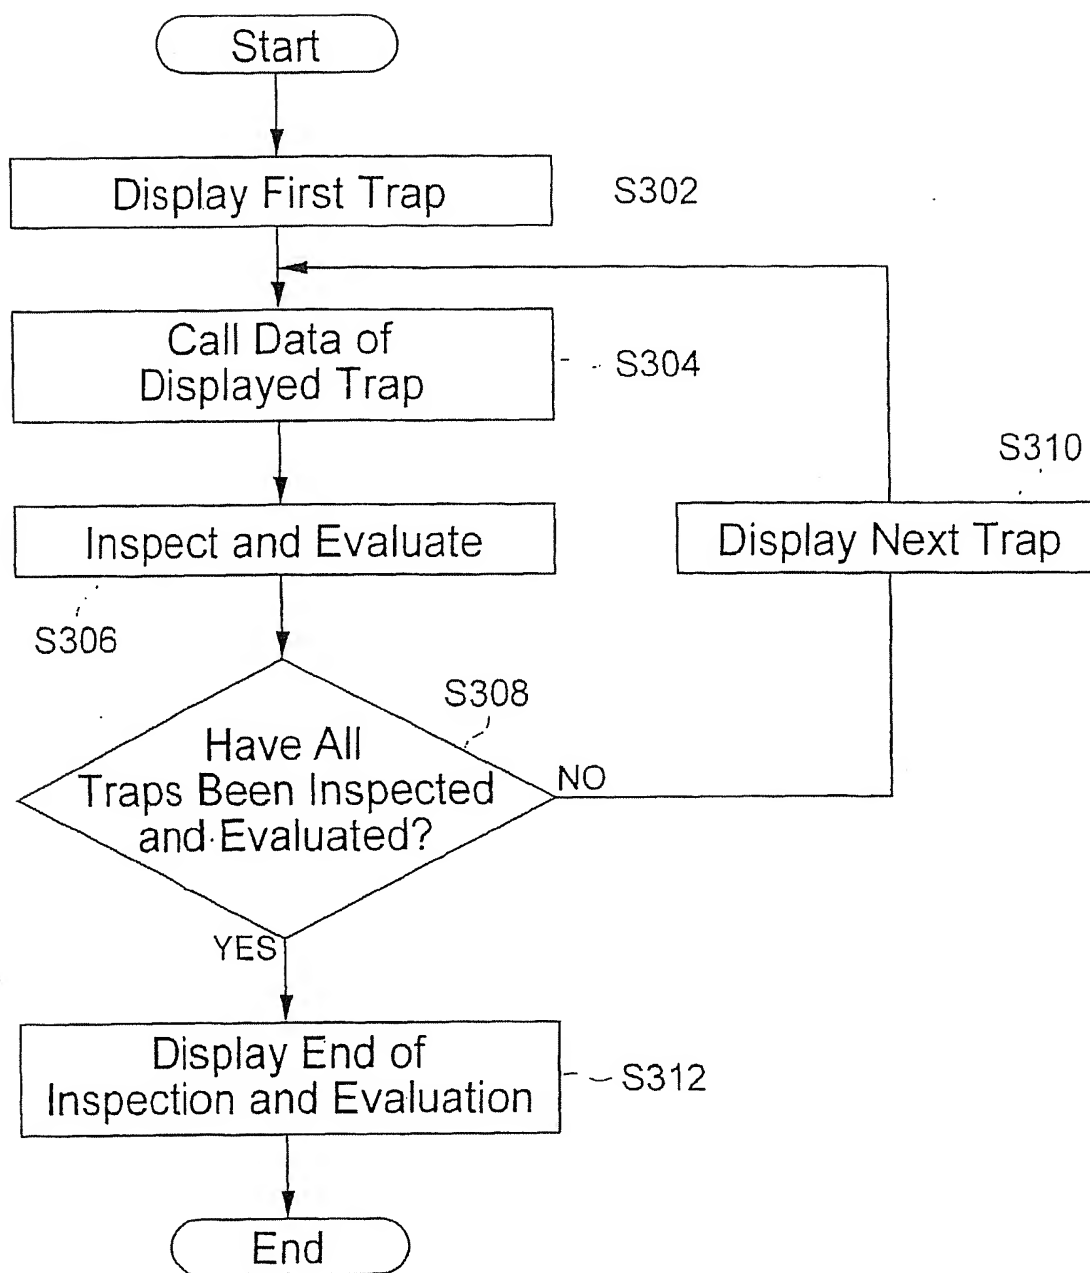 Start
Display First Trap
S302
Call Data of
Displayed Trap
S304
S310
Inspect and Evaluate
Display Next Trap
S306
S308
Have All
Traps Been Inspected
and Evaluated?
NO
YES
Display End of
Inspection and Evaluation
S312
End